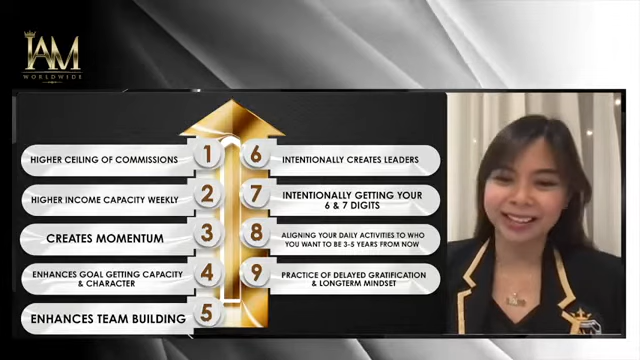 IAM
WORLDWIDE
HIGHER CEILING OF COMMISSIONS
1
HIGHER INCOME CAPACITY WEEKLY
2
CREATES MOMENTUM
3
ENHANCES GOAL GETTING CAPACITY
& CHARACTER
4
ENHANCES TEAM BUILDING
5
6
INTENTIONALLY CREATES LEADERS
7
INTENTIONALLY GETTING YOUR
6 & 7 DIGITS
8
ALIGNING YOUR DAILY ACTIVITIES TO WHO
YOU WANT TO BE 3-5 YEARS FROM NOW
9
PRACTICE OF DELAYED GRATIFICATION
& LONGTERM MINDSET